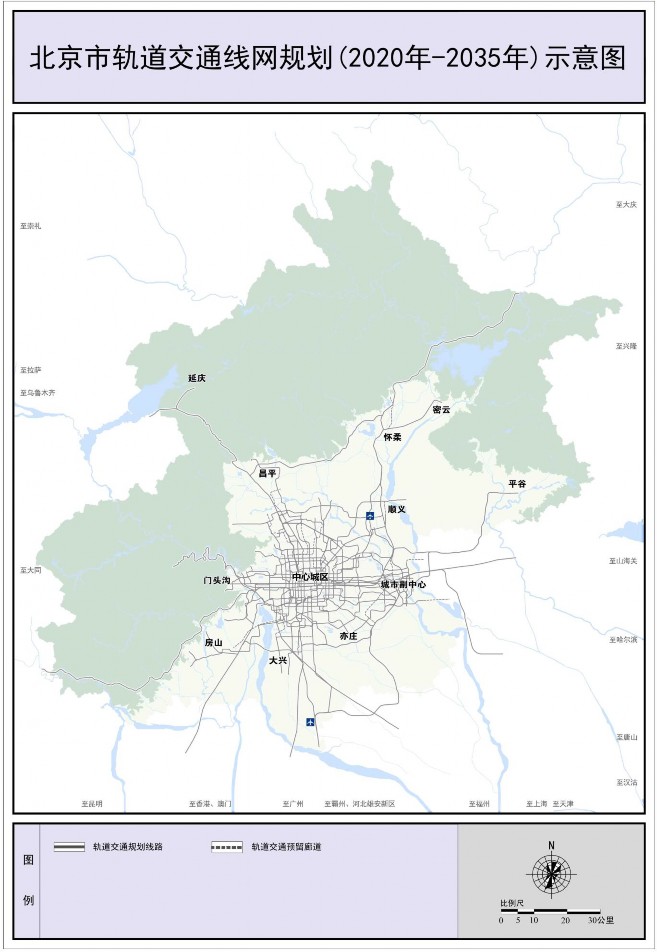 北京市轨道交通线网规划(2020年-2035年)示意图
至大庆
至崇礼
至兴隆
至拉萨
延庆
至乌鲁木齐
密云
怀柔
昌平
平谷
顺义
至山海关
至大同
中心城区
门头沟
城市副中心
亦庄
至哈尔滨
房山
大兴
至唐山
至汉沽
至昆明
至香港、澳门
至广州
至霸州，河北雄安新区
至福州
至上海
至天津
图例
轨道交通规划线路
轨道交通预留廊道
N
比例尺
0 5 10 20 30公里